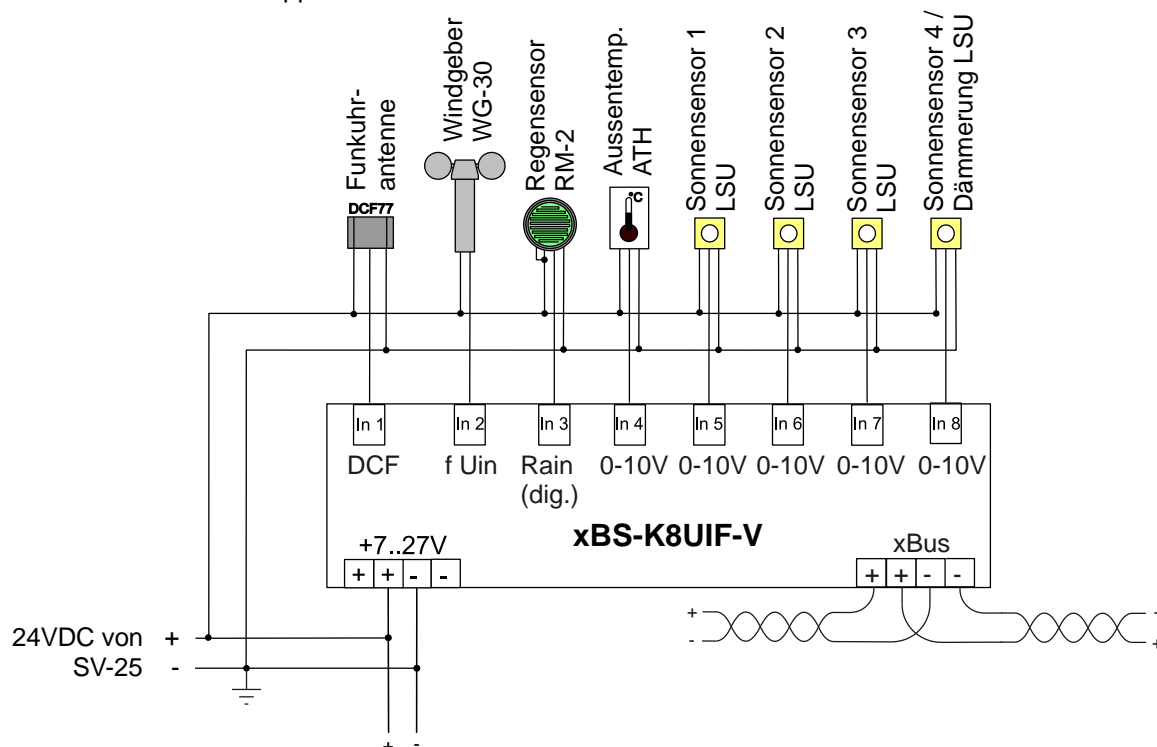 Funkuhr-
antenne
Windgeber
WG-30
Regensensor
RM-2
Aussentemp.
ATH
Sonnensensor 1
LSU
Sonnensensor 2
LSU
Sonnensensor 3
LSU
Sonnensensor 4 /
Dämmerung LSU
DCF77
°C
In 1 In 2 In 3 In 4 In 5 In 6 In 7 In 8
DCF f Uin Rain 0-10V 0-10V 0-10V 0-10V 0-10V
(dig.)
xBS-K8UIF-V
+7..27V xBus
+ + - - + + - -
24VDC von +
SV-25 -
+ -
- +
+ -